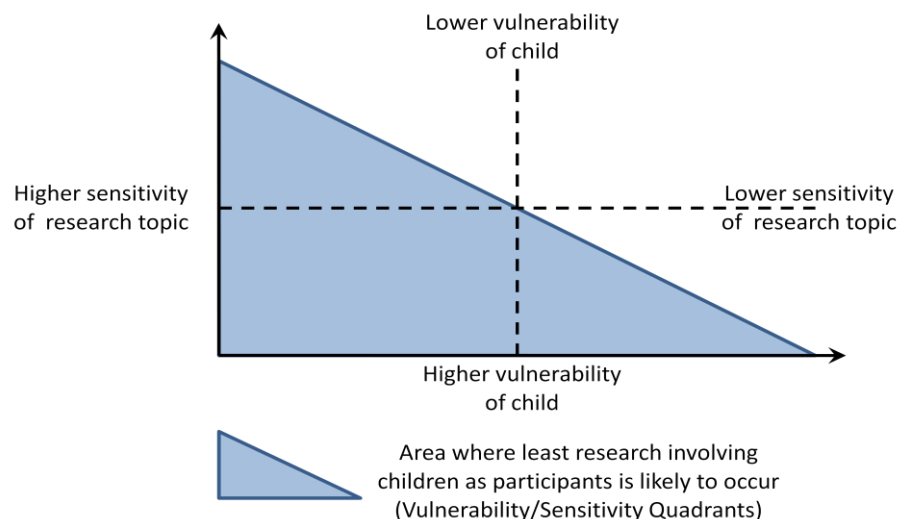 Lower vulnerability
of child
Higher sensitivity
of research topic
Lower sensitivity
of research topic
Higher vulnerability
of child
Area where least research involving
children as participants is likely to occur
(Vulnerability/Sensitivity Quadrants)